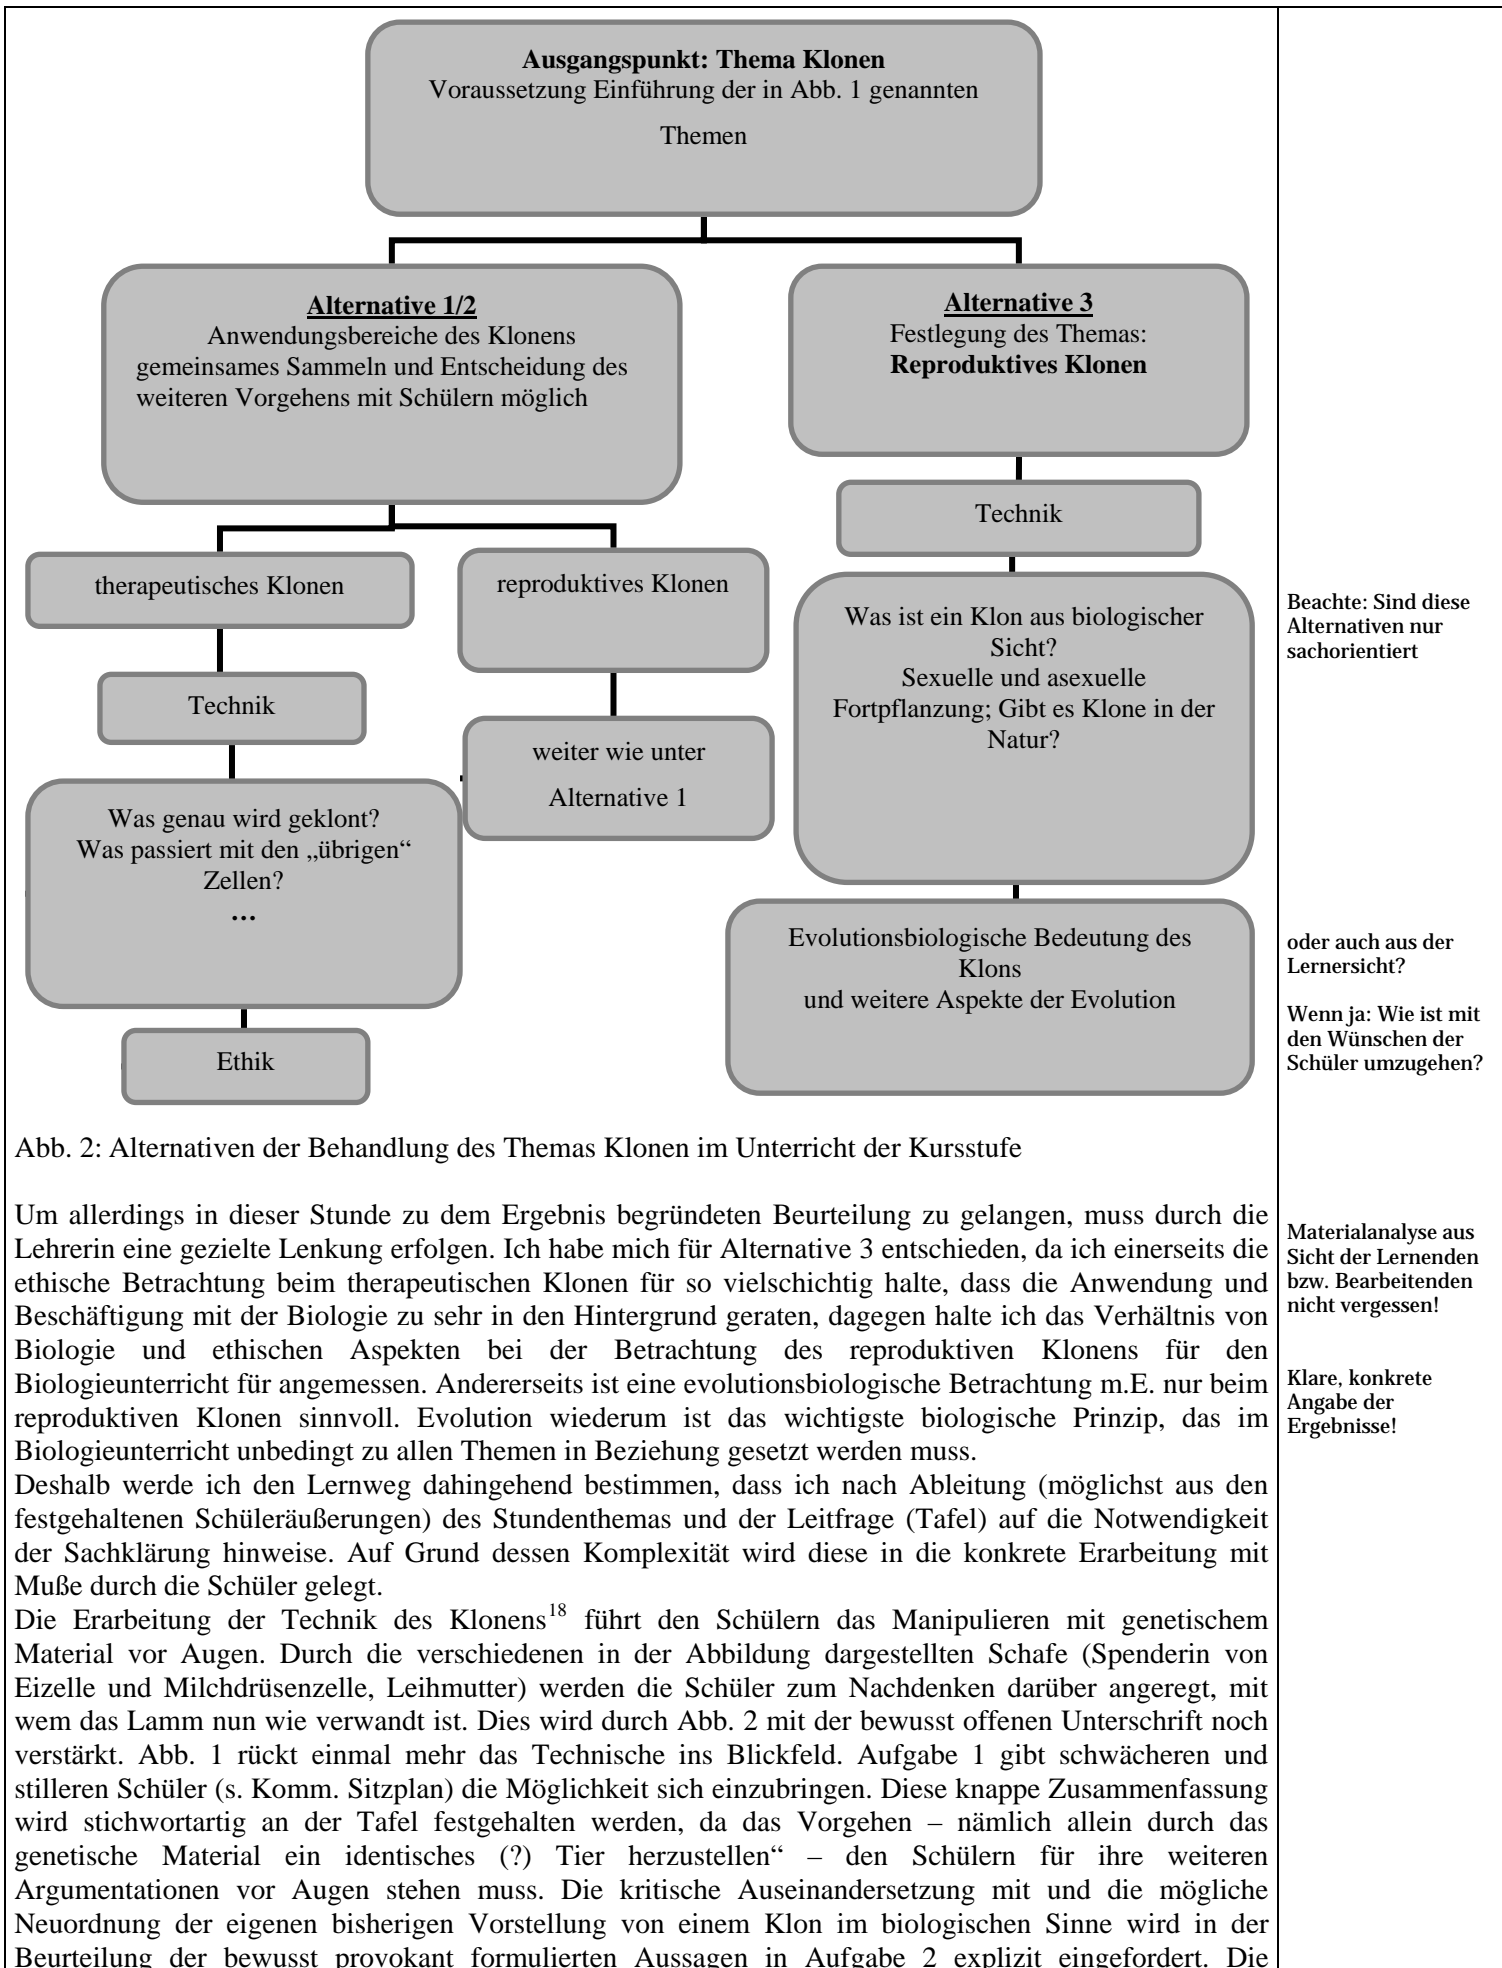 Ausgangspunkt: Thema Klonen
Voraussetzung Einführung der in Abb. 1 genannten
Themen
Alternative 1/2
Anwendungsbereiche des Klonens
gemeinsames Sammeln und Entscheidung des
weiteren Vorgehens mit Schülern möglich
Alternative 3
Festlegung des Themas:
Reproduktives Klonen
Technik
therapeutisches Klonen
reproduktives Klonen
Was ist ein Klon aus biologischer
Sicht?
Sexuelle und asexuelle
Fortpflanzung; Gibt es Klone in der
Natur?
Beachte: Sind diese
Alternativen nur
sachorientiert
Technik
weiter wie unter
Alternative 1
Was genau wird geklont?
Was passiert mit den „übrigen“
Zellen?
…
Evolutionsbiologische Bedeutung des
Klons
und weitere Aspekte der Evolution
oder auch aus der
Lernersicht?
Wenn ja: Wie ist mit
den Wünschen der
Schüler umzugehen?
Ethik
Abb. 2: Alternativen der Behandlung des Themas Klonen im Unterricht der Kursstufe
Um allerdings in dieser Stunde zu dem Ergebnis begründeten Beurteilung zu gelangen, muss durch die
Lehrerin eine gezielte Lenkung erfolgen. Ich habe mich für Alternative 3 entschieden, da ich einerseits die
ethische Betrachtung beim therapeutischen Klonen für so vielschichtig halte, dass die Anwendung und
Beschäftigung mit der Biologie zu sehr in den Hintergrund geraten, dagegen halte ich das Verhältnis von
Biologie und ethischen Aspekten bei der Betrachtung des reproduktiven Klonens für den
Biologieunterricht für angemessen. Andererseits ist eine evolutionsbiologische Betrachtung m.E. nur beim
reproduktiven Klonen sinnvoll. Evolution wiederum ist das wichtigste biologische Prinzip, das im
Biologieunterricht unbedingt zu allen Themen in Beziehung gesetzt werden muss.
Deshalb werde ich den Lernweg dahingehend bestimmen, dass ich nach Ableitung (möglichst aus den
festgehaltenen Schüleräußerungen) des Stundenthemas und der Leitfrage (Tafel) auf die Notwendigkeit
der Sachklärung hinweise. Auf Grund dessen Komplexität wird diese in die konkrete Erarbeitung mit
Muße durch die Schüler gelegt.
Die Erarbeitung der Technik des Klonens18 führt den Schülern das Manipulieren mit genetischem
Material vor Augen. Durch die verschiedenen in der Abbildung dargestellten Schafe (Spenderin von
Eizelle und Milchdrüsenzelle, Leihmutter) werden die Schüler zum Nachdenken darüber angeregt, mit
wem das Lamm nun wie verwandt ist. Dies wird durch Abb. 2 mit der bewusst offenen Unterschrift noch
verstärkt. Abb. 1 rückt einmal mehr das Technische ins Blickfeld. Aufgabe 1 gibt schwächeren und
stilleren Schüler (s. Komm. Sitzplan) die Möglichkeit sich einzubringen. Diese knappe Zusammenfassung
wird stichwortartig an der Tafel festgehalten werden, da das Vorgehen – nämlich allein durch das
genetische Material ein identisches (?) Tier herzustellen“ – den Schülern für ihre weiteren
Argumentationen vor Augen stehen muss. Die kritische Auseinandersetzung mit und die mögliche
Neuordnung der eigenen bisherigen Vorstellung von einem Klon im biologischen Sinne wird in der
Beurteilung der bewusst provokant formulierten Aussagen in Aufgabe 2 explizit eingefordert. Die
Materialanalyse aus
Sicht der Lernenden
bzw. Bearbeitenden
nicht vergessen!
Klare, konkrete
Angabe der
Ergebnisse!